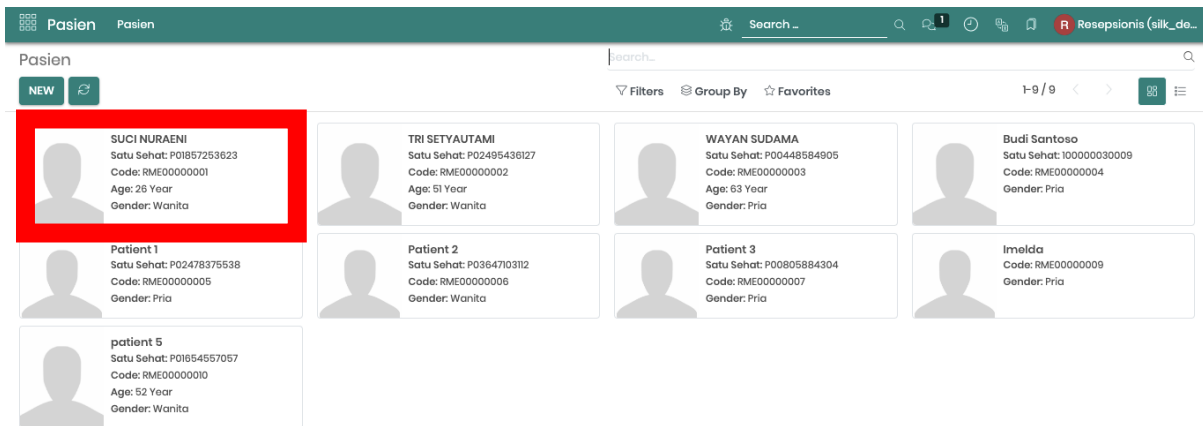 Pasien Pasien Search ... 1 R Resepsionis (silk_de...
Pasien Search...
NEW Filters Group By Favorites 1-9 / 9
SUCI NURAENI
Satu Sehat: P01857253623
Code: RME00000001
Age: 26 Year
Gender: Wanita
TRI SETYAUTAMI
Satu Sehat: P02495436127
Code: RME00000002
Age: 51 Year
Gender: Wanita
WAYAN SUDAMA
Satu Sehat: P00448584905
Code: RME00000003
Age: 63 Year
Gender: Pria
Budi Santoso
Satu Sehat: 100000030009
Code: RME00000004
Gender: Pria
Patient 1
Satu Sehat: P02478375538
Code: RME00000005
Gender: Pria
Patient 2
Satu Sehat: P03647103112
Code: RME00000006
Gender: Wanita
Patient 3
Satu Sehat: P00805884304
Code: RME00000007
Gender: Pria
Imelda
Code: RME00000009
Gender: Pria
patient 5
Satu Sehat: P01654557057
Code: RME00000010
Age: 52 Year
Gender: Wanita